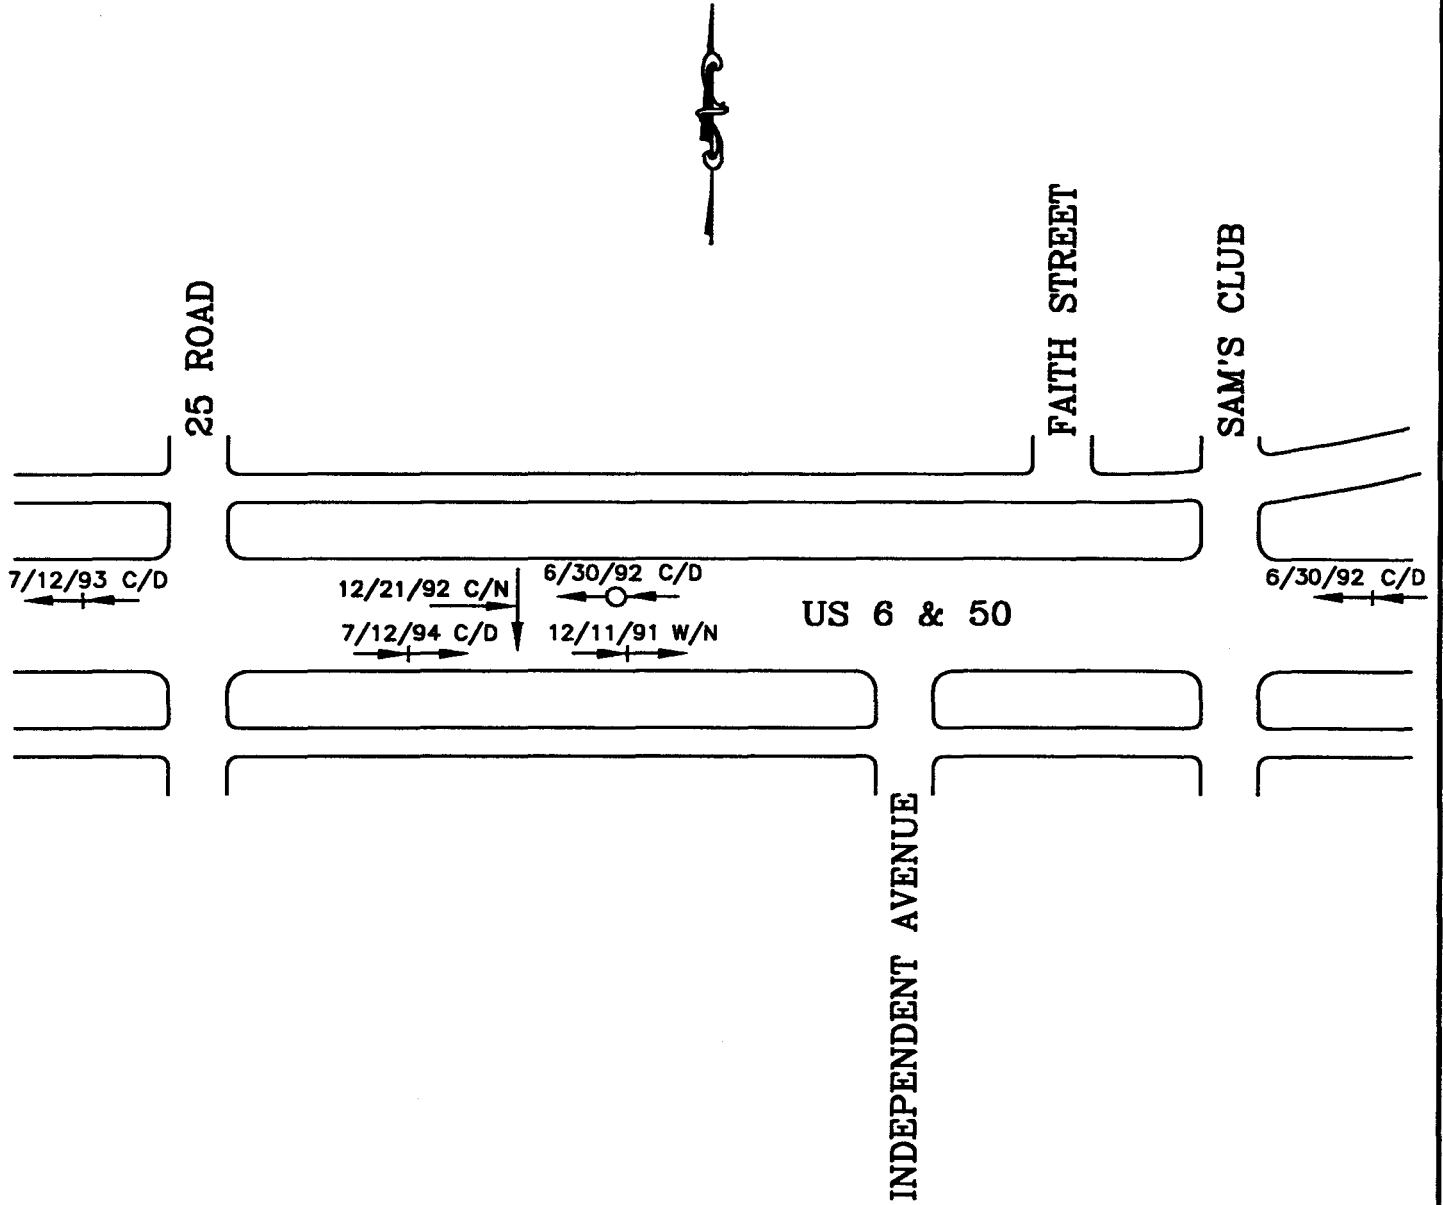 25 ROAD
FAITH STREET
SAM'S CLUB
7/12/93 C/D
12/21/92 C/N
6/30/92 C/D
6/30/92 C/D
US 6 & 50
7/12/94 C/D
12/11/91 W/N
INDEPENDENT AVENUE